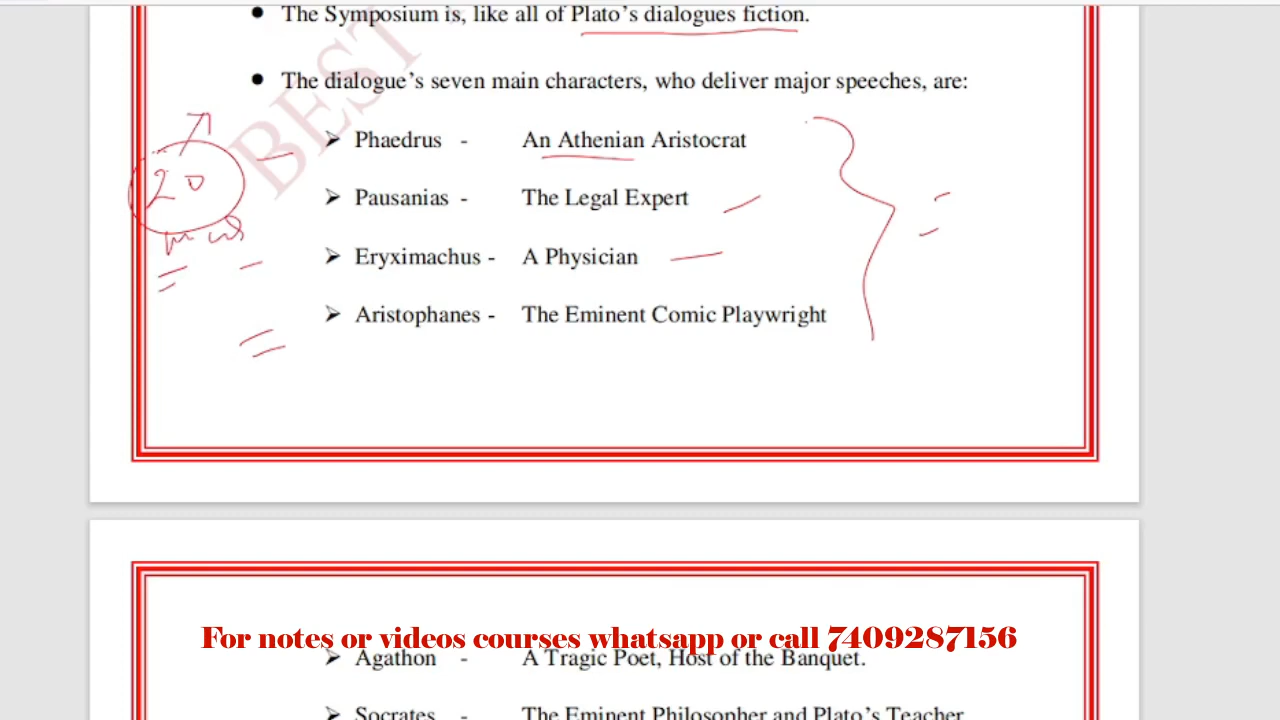 ● The Symposium is, like all of Plato's dialogues fiction.
● The dialogue's seven main characters, who deliver major speeches, are:
➢ Phaedrus - An Athenian Aristocrat
➢ Pausanias - The Legal Expert
➢ Eryximachus - A Physician
➢ Aristophanes - The Eminent Comic Playwright
BEST
20
For notes or videos courses whatsapp or call 7409287156
➢ Agathon - A Tragic Poet, Host of the Banquet.
➢ Socrates - The Eminent Philosopher and Plato's Teacher